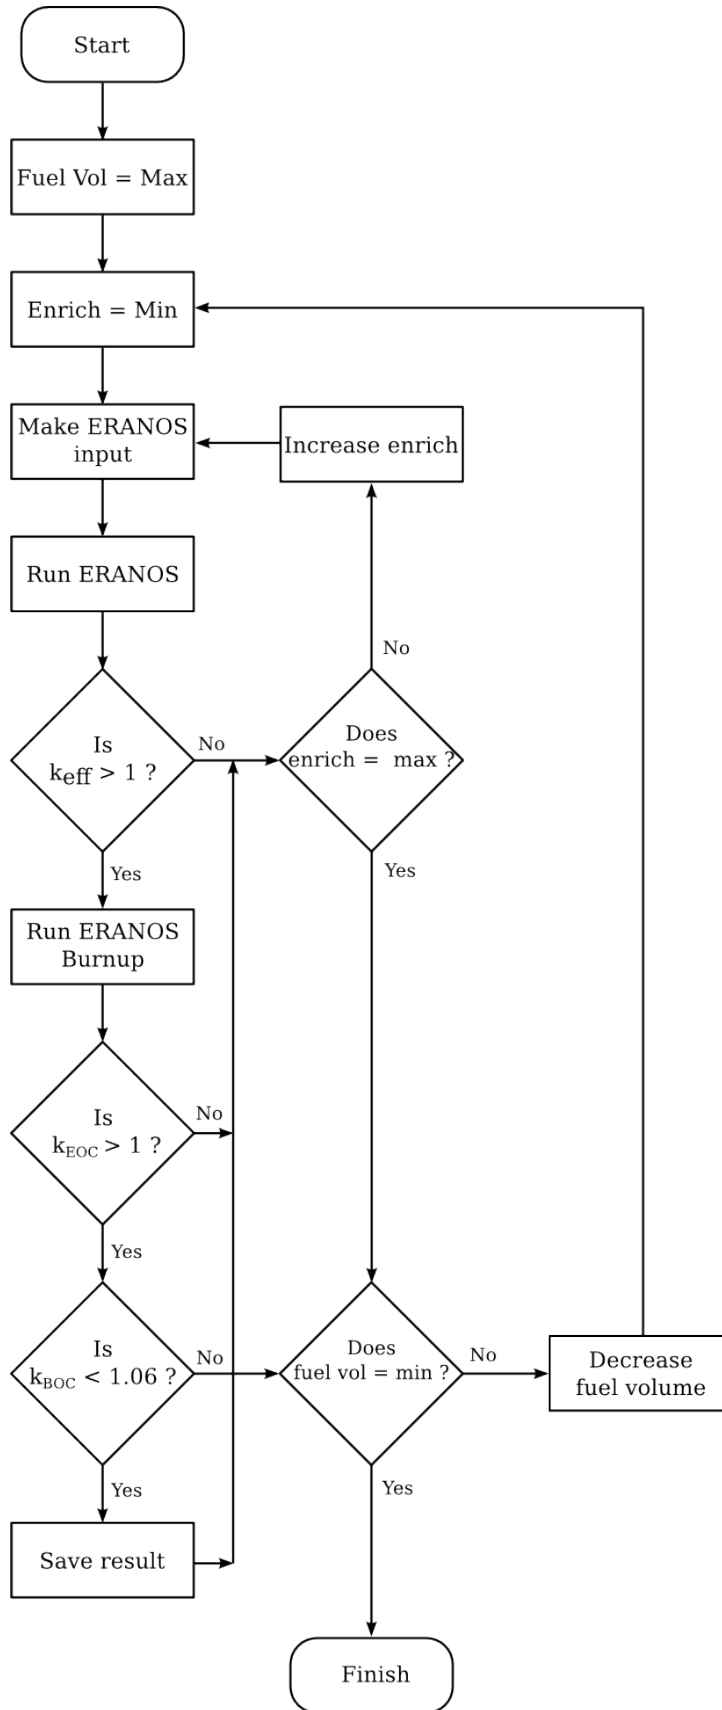 Start
Fuel Vol = Max
Enrich = Min
Make ERANOS
input
Increase enrich
Run ERANOS
No
Is
keff > 1 ?
No
Does
enrich =  max ?
Yes
Yes
Run ERANOS
Burnup
Is
kEOC > 1 ?
No
Yes
Is
kBOC < 1.06 ?
No
Does
fuel vol = min ?
No
Decrease
fuel volume
Yes
Yes
Save result
Finish